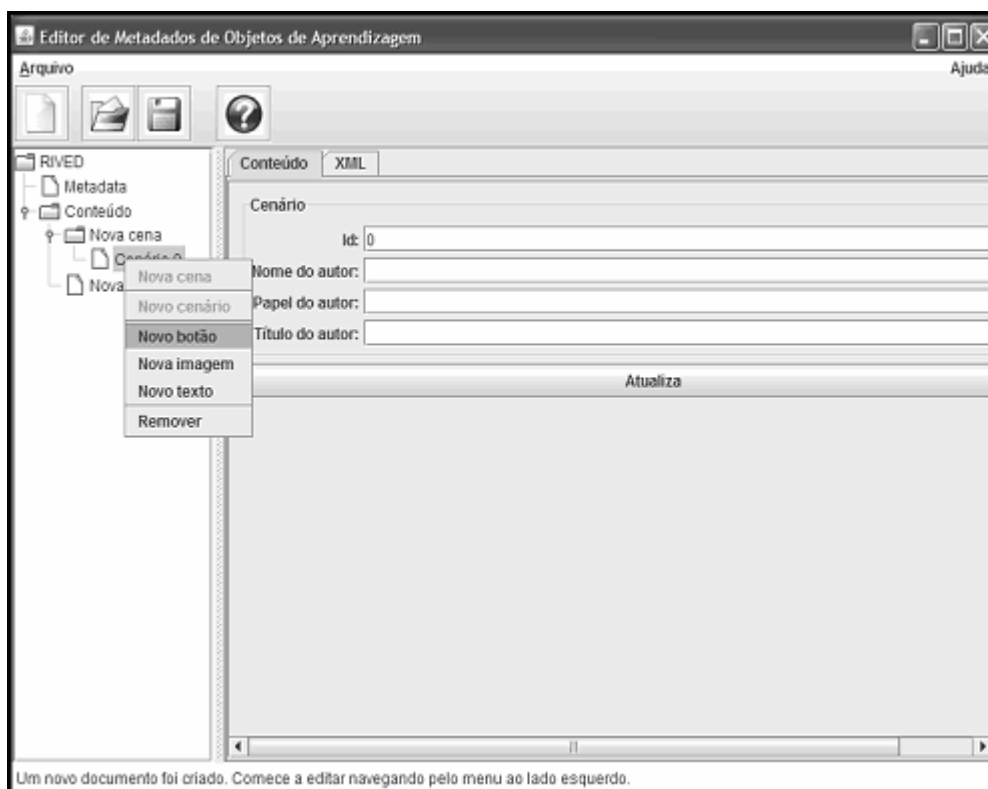 Editor de Metadados de Objetos de Aprendizagem
Arquivo Ajuda
RIVED
Metadata
Conteúdo
Nova cena
Cenário 0
Nova
Nova cena
Novo cenário
Novo botão
Nova imagem
Novo texto
Remover
Conteúdo XML
Cenário
Id: 0
Nome do autor:
Papel do autor:
Título do autor:
Atualiza
Um novo documento foi criado. Comece a editar navegando pelo menu ao lado esquerdo.